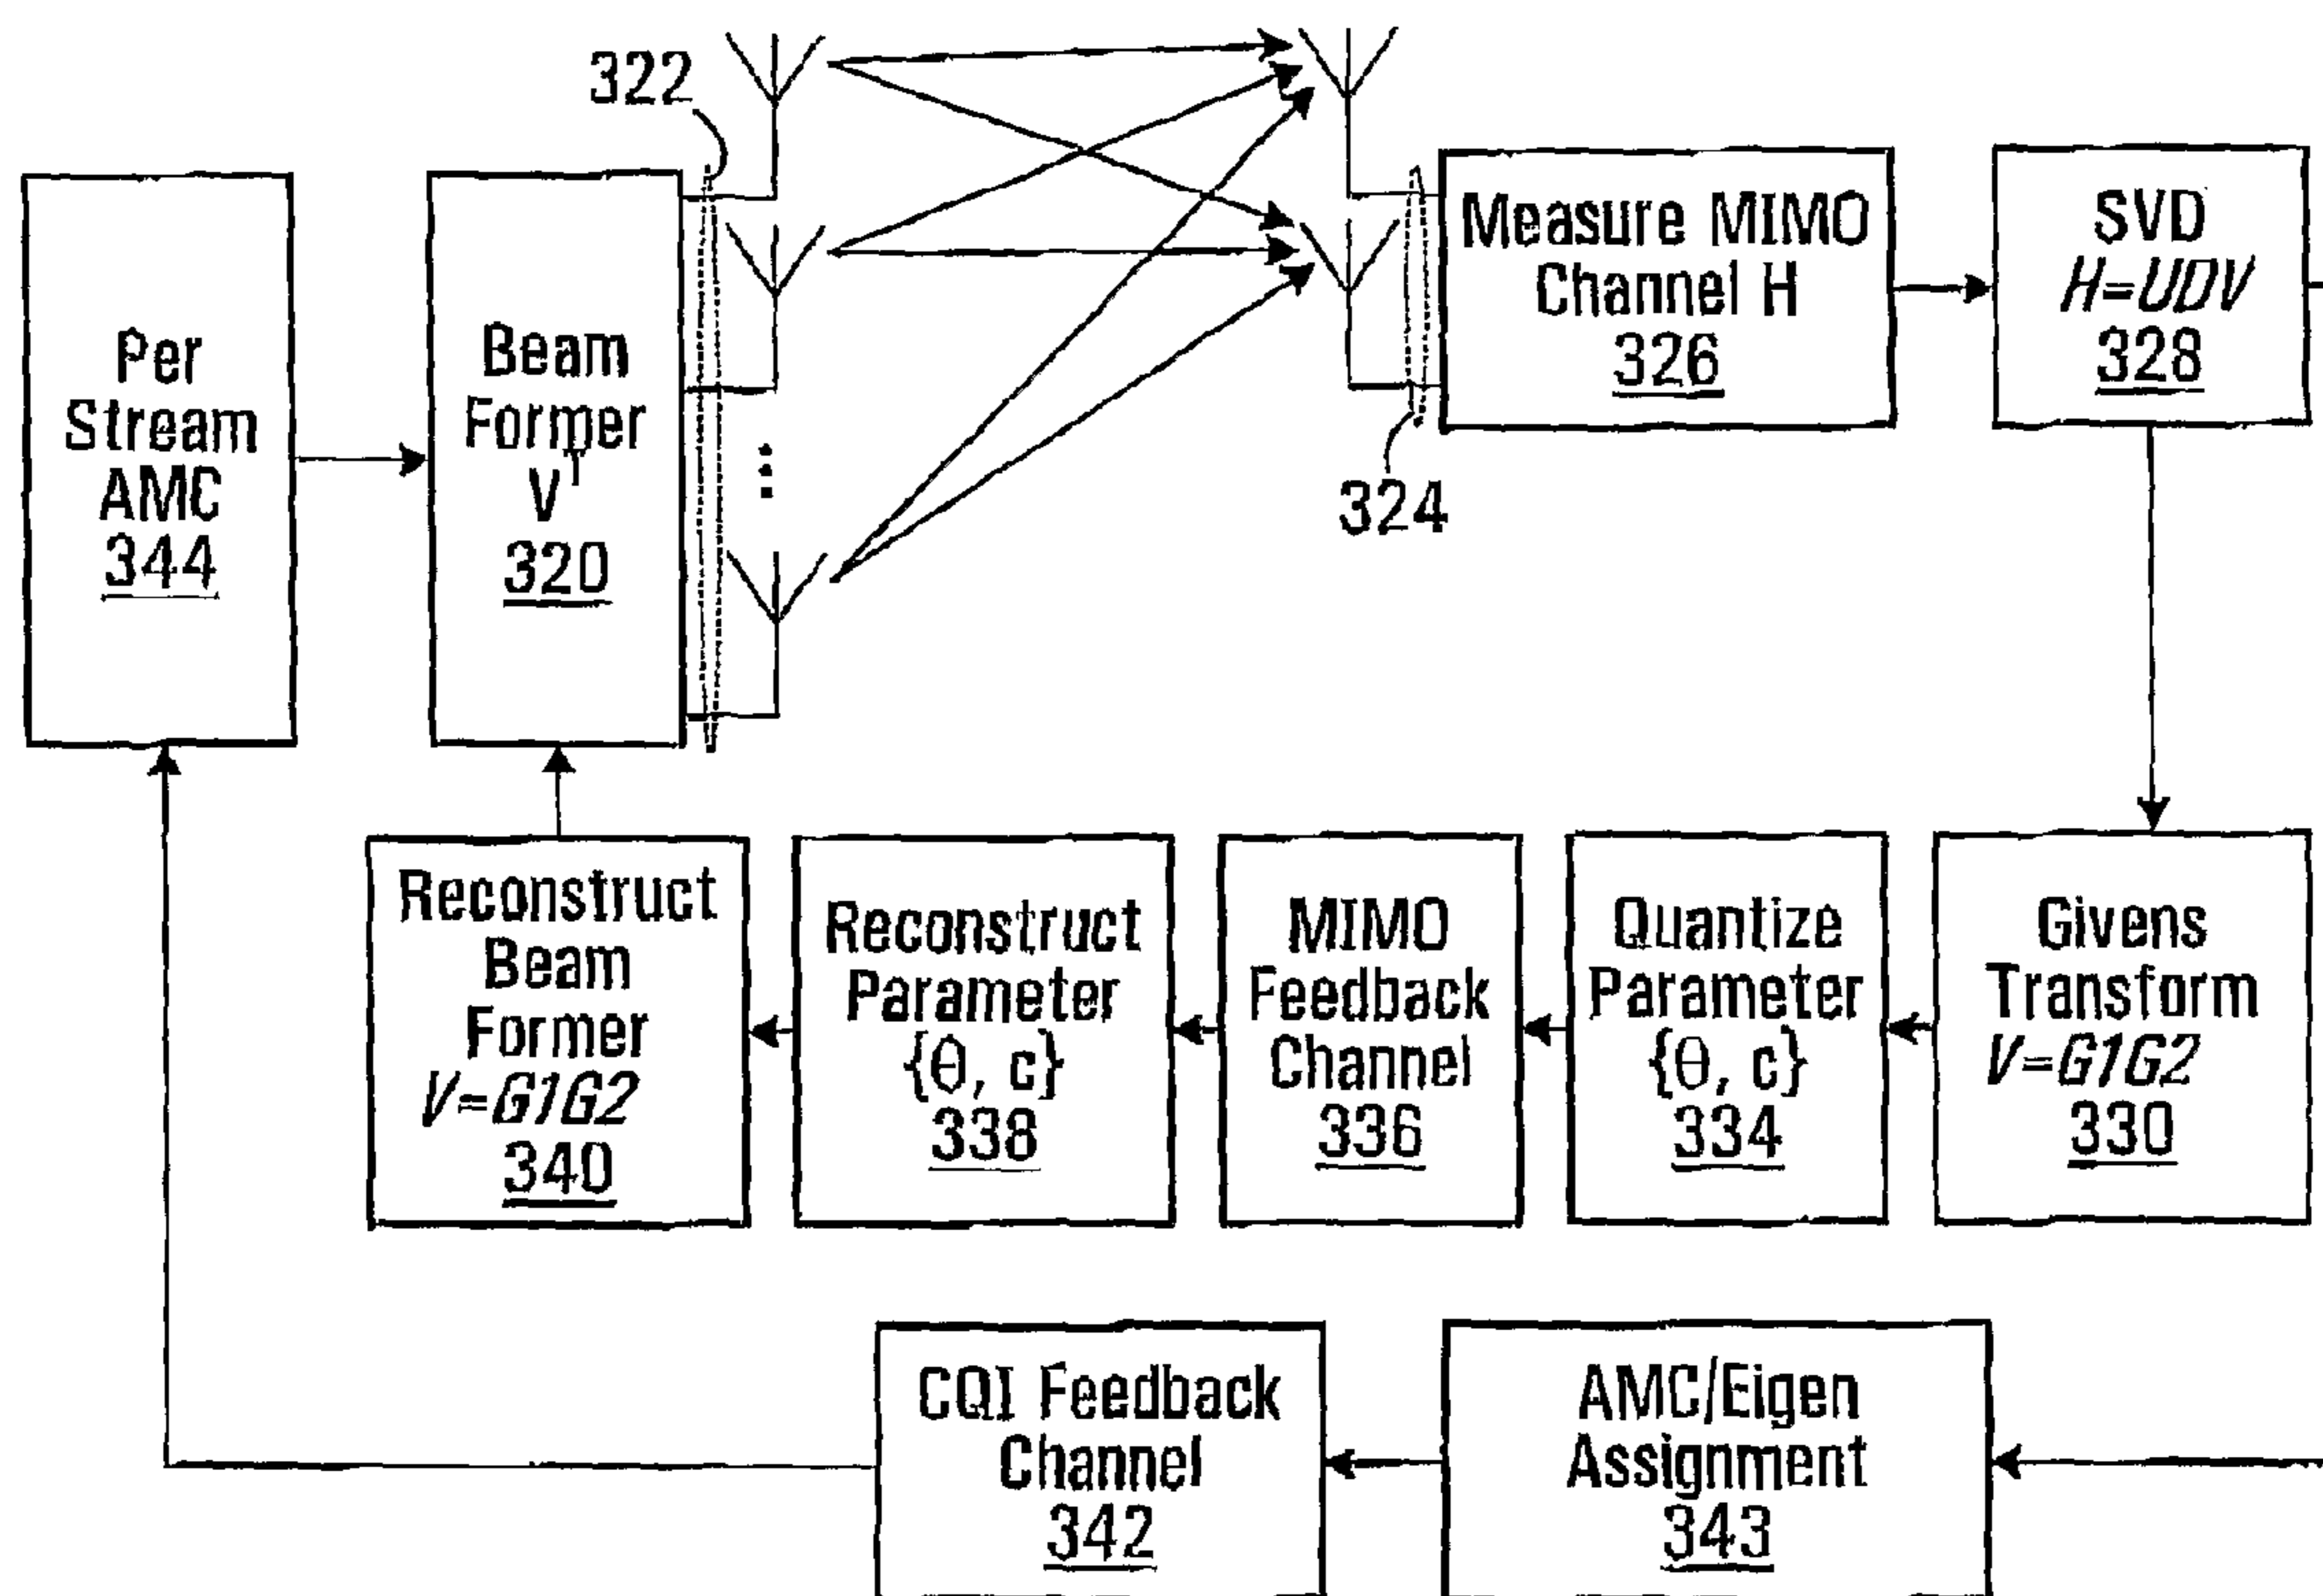 322
Per
Stream
AMC
344
Beam
Former
V^T
320
324
Measure MIMO
Channel H
326
SVD
H=UDV
328
Reconstruct
Beam
Former
V=G1G2
340
Reconstruct
Parameter
{θ, c}
338
MIMO
Feedback
Channel
336
Quantize
Parameter
{θ, c}
334
Givens
Transform
V=G1G2
330
CQI Feedback
Channel
342
AMC/Eigen
Assignment
343